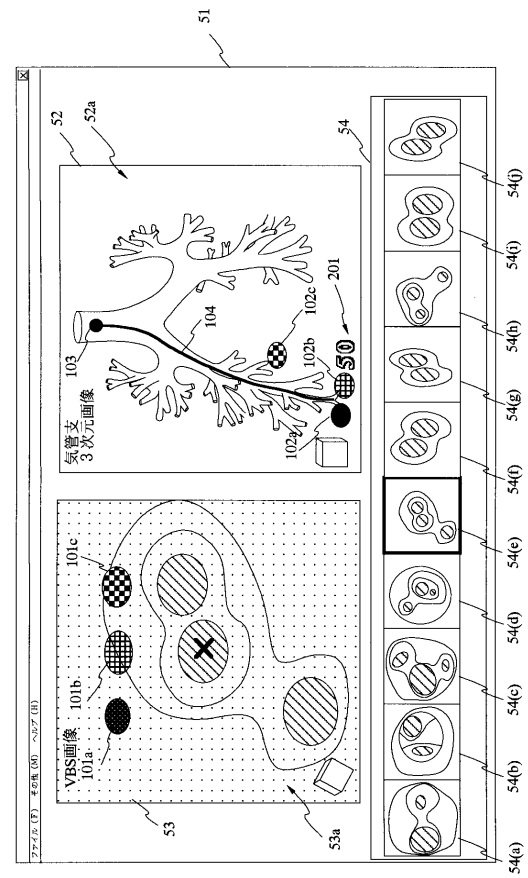 ファイル (F) その他 (M) ヘルプ (H)
51
VBS画像
101a
101b
101c
53
53a
気管支
3次元画像
103
104
52
52a
102a
102b
102c
50
201
54
54(a)
54(b)
54(c)
54(d)
54(e)
54(f)
54(g)
54(h)
54(i)
54(j)